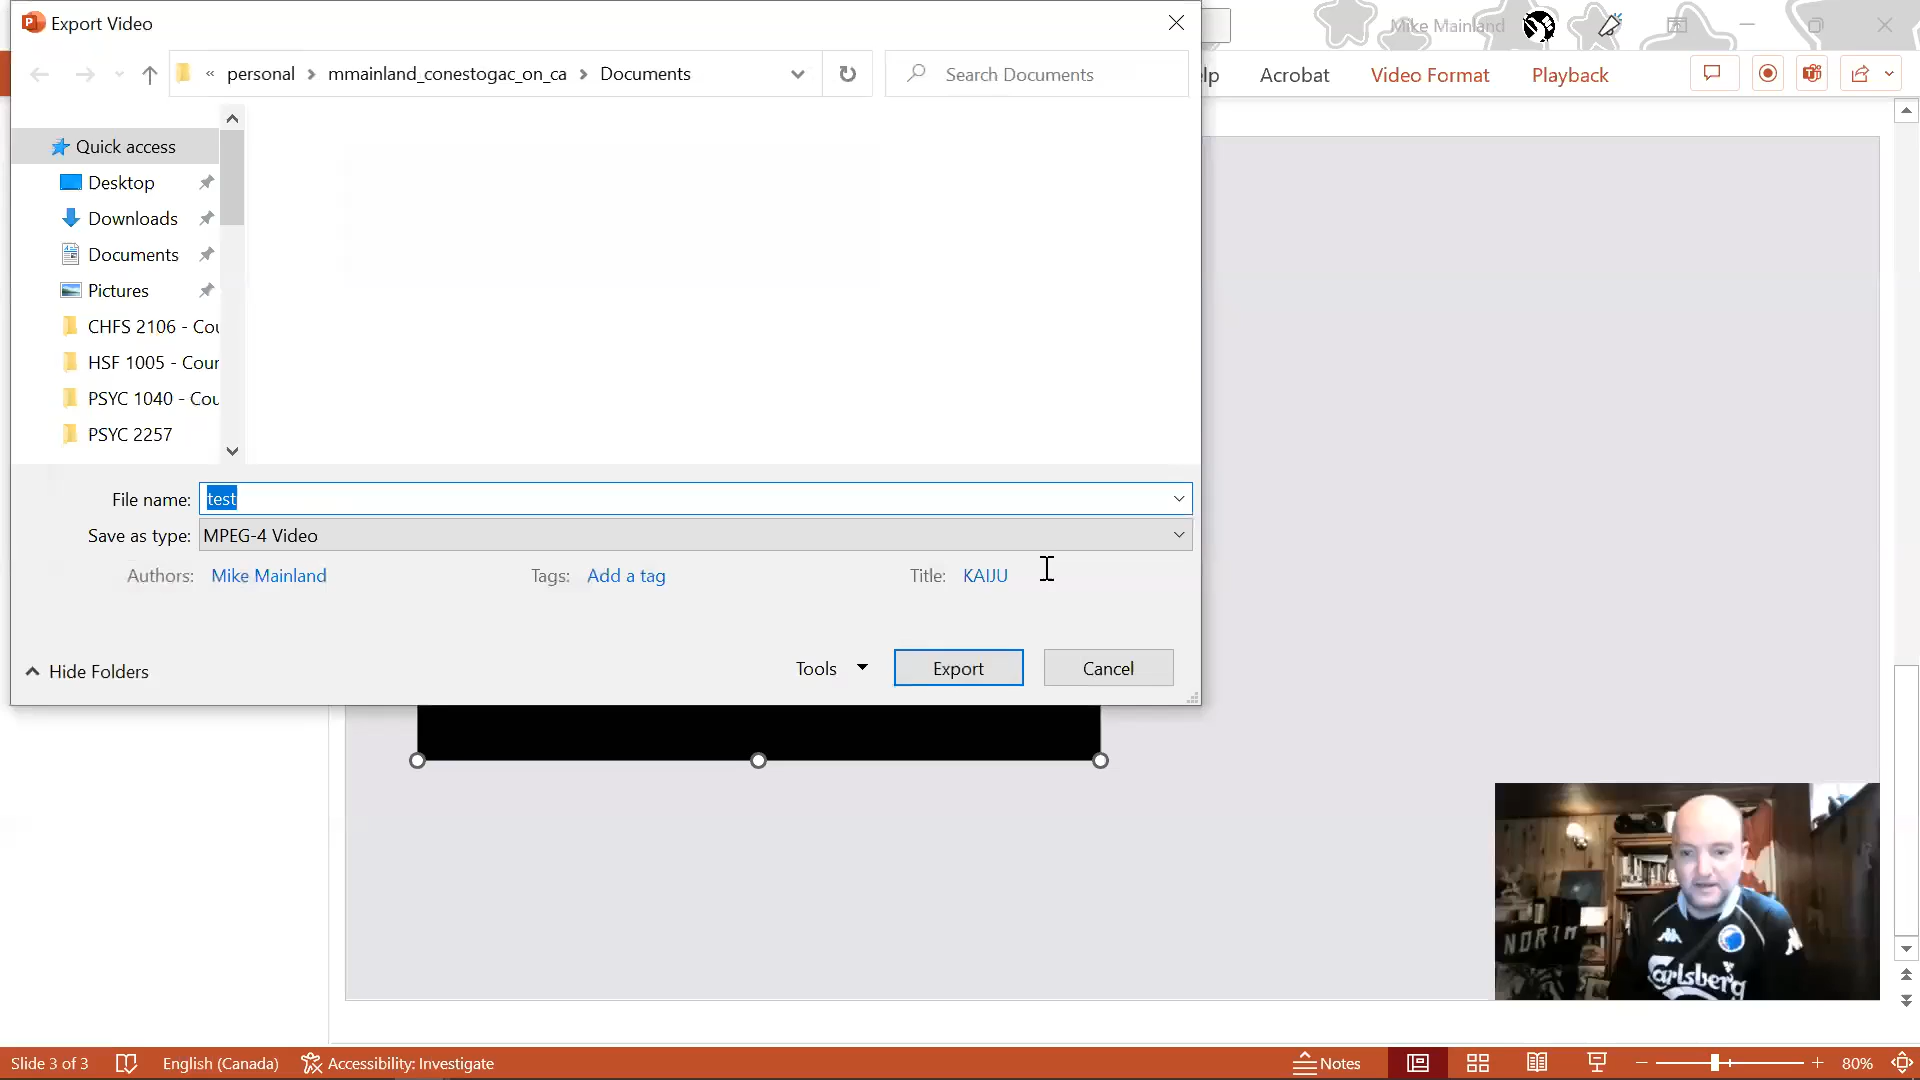 Export Video
Mike Mainland
« personal > mmainland_conestogac_on_ca > Documents
Search Documents
lp
Acrobat
Video Format
Playback
Quick access
Desktop
Downloads
Documents
Pictures
CHFS 2106 - Cou
HSF 1005 - Cour
PSYC 1040 - Cou
PSYC 2257
File name: test
Save as type: MPEG-4 Video
Authors: Mike Mainland
Tags: Add a tag
Title: KAIJU
Hide Folders
Tools
Export
Cancel
NORTH
Carlsberg
Slide 3 of 3
English (Canada)
Accessibility: Investigate
Notes
80%